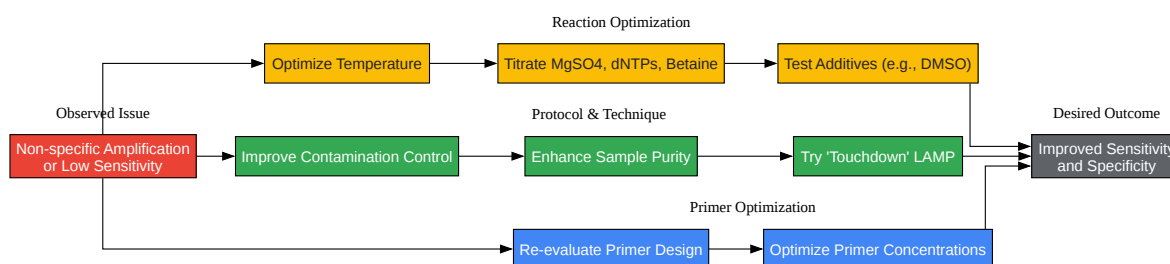 Reaction Optimization
Optimize Temperature
Titrate MgSO4, dNTPs, Betaine
Test Additives (e.g., DMSO)
Observed Issue
Protocol & Technique
Desired Outcome
Non-specific Amplification
or Low Sensitivity
Improve Contamination Control
Enhance Sample Purity
Try 'Touchdown' LAMP
Improved Sensitivity
and Specificity
Primer Optimization
Re-evaluate Primer Design
Optimize Primer Concentrations